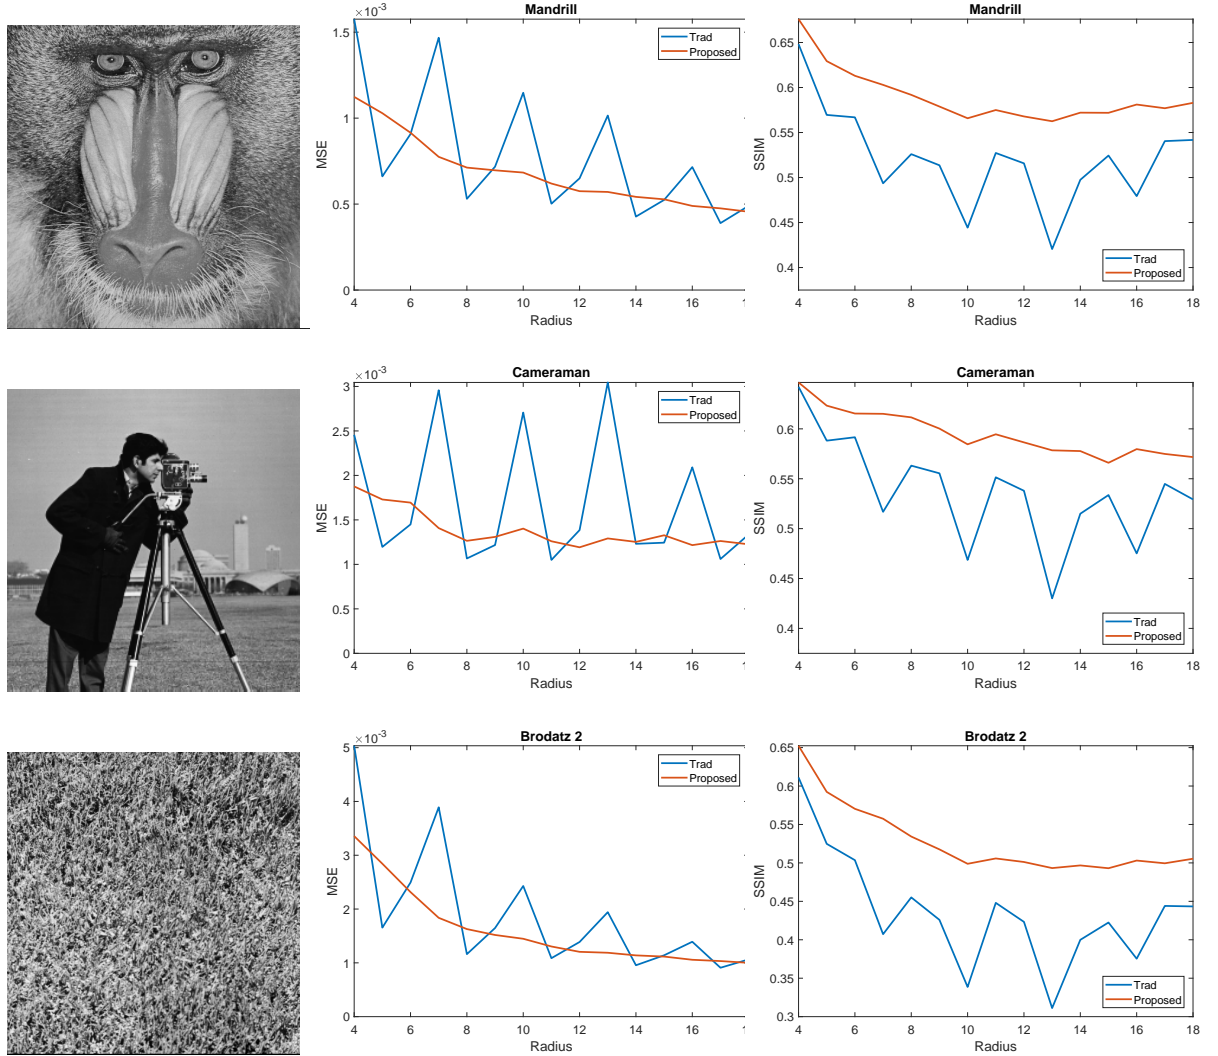 Mandrill
×10-3
1.5
1
0.5
0
MSE
4 6 8 10 12 14 16 1
Radius
Trad
Proposed
Mandrill
0.65
0.6
0.55
0.5
0.45
0.4
SSIM
4 6 8 10 12 14 16 18
Radius
Trad
Proposed
Cameraman
×10-3
3
2.5
2
1.5
1
0.5
0
MSE
4 6 8 10 12 14 16 1
Radius
Trad
Proposed
Cameraman
0.6
0.55
0.5
0.45
0.4
SSIM
4 6 8 10 12 14 16 18
Radius
Trad
Proposed
Brodatz 2
×10-3
5
4
3
2
1
0
MSE
4 6 8 10 12 14 16 1
Radius
Trad
Proposed
Brodatz 2
0.65
0.6
0.55
0.5
0.45
0.4
0.35
0.3
SSIM
4 6 8 10 12 14 16 18
Radius
Trad
Proposed